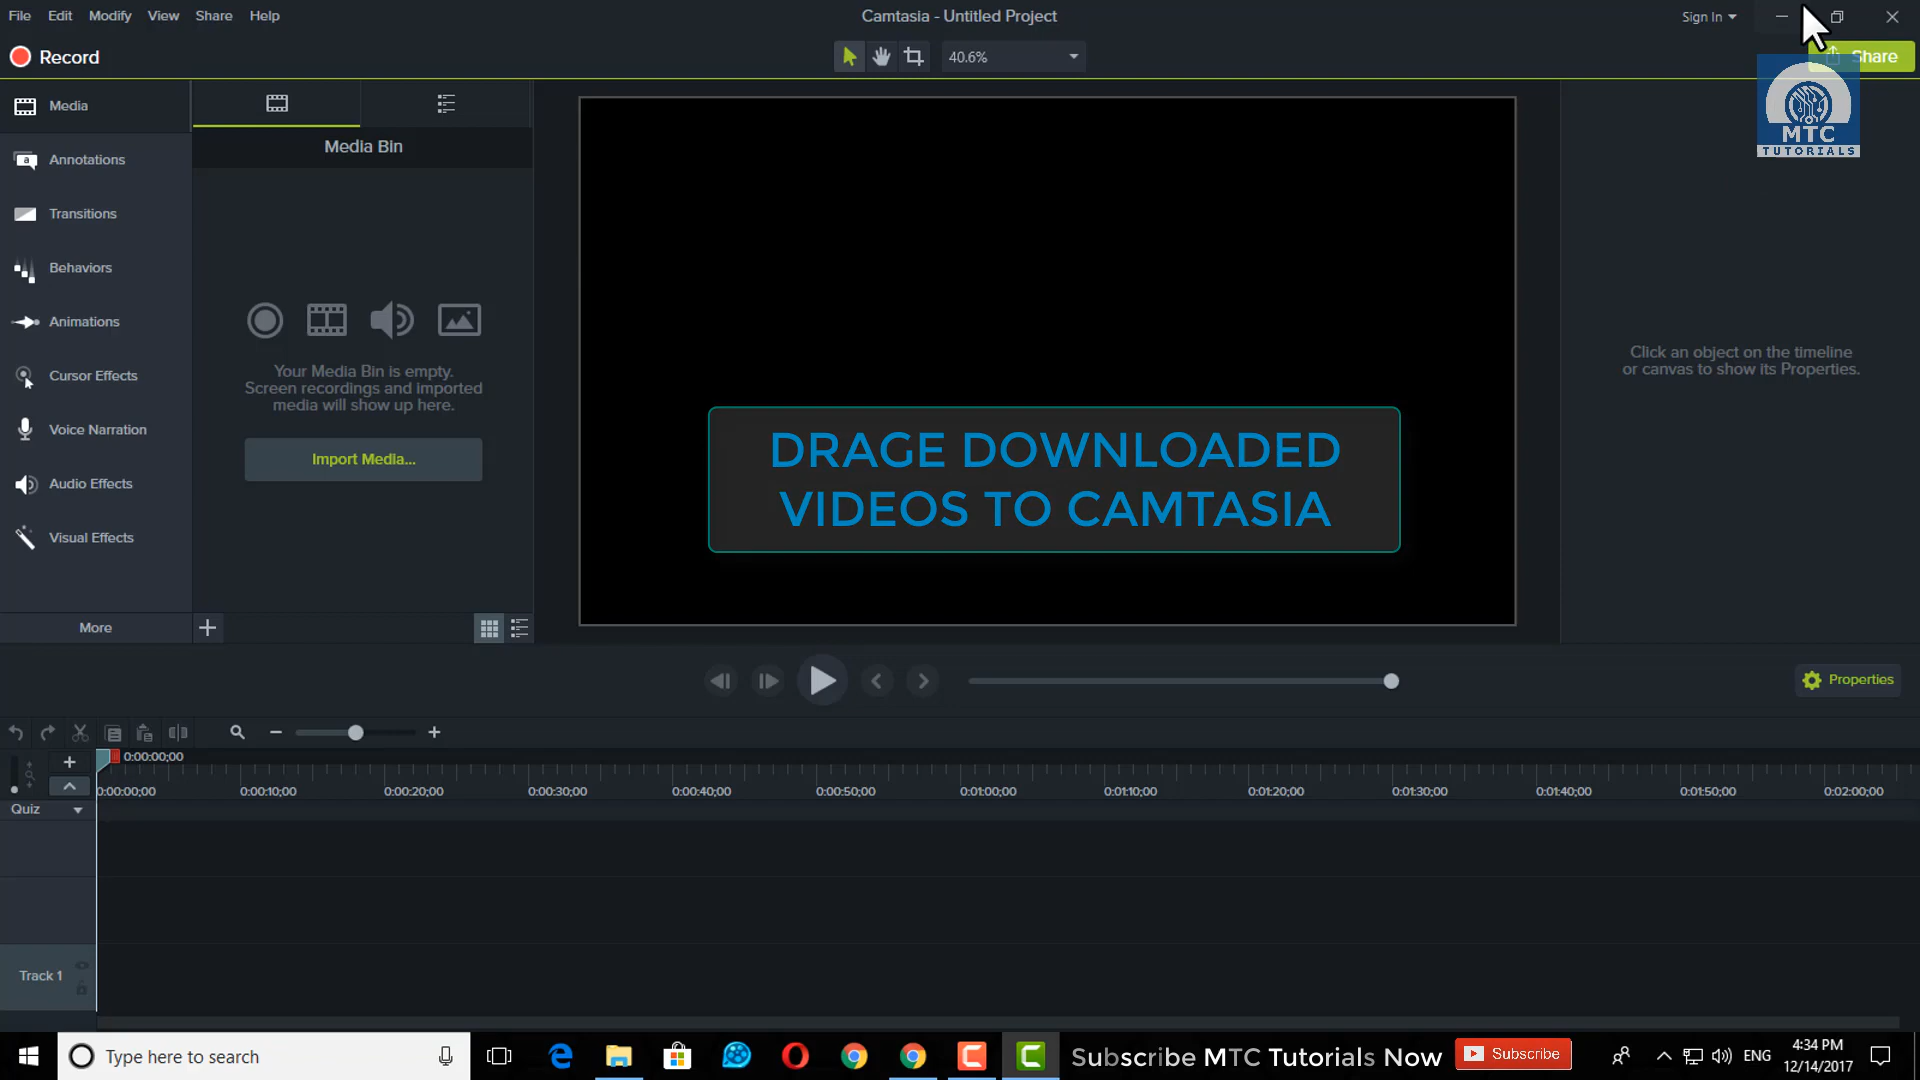 File Edit Modify View Share Help
Camtasia - Untitled Project
Sign In
Record
40.6%
Share
Media
Annotations
Transitions
Behaviors
Animations
Cursor Effects
Voice Narration
Audio Effects
Visual Effects
More
Media Bin
Your Media Bin is empty.
Screen recordings and imported
media will show up here.
Import Media...
DRAGE DOWNLOADED
VIDEOS TO CAMTASIA
MTC
TUTORIALS
Click an object on the timeline
or canvas to show its Properties.
Properties
0:00:00;00
0:00:00;00 0:00:10;00 0:00:20;00 0:00:30;00 0:00:40;00 0:00:50;00 0:01:00;00 0:01:10;00 0:01:20;00 0:01:30;00 0:01:40;00 0:01:50;00 0:02:00;00
Quiz
Track 1
Type here to search
Subscribe MTC Tutorials Now
Subscribe
ENG
4:34 PM
12/14/2017